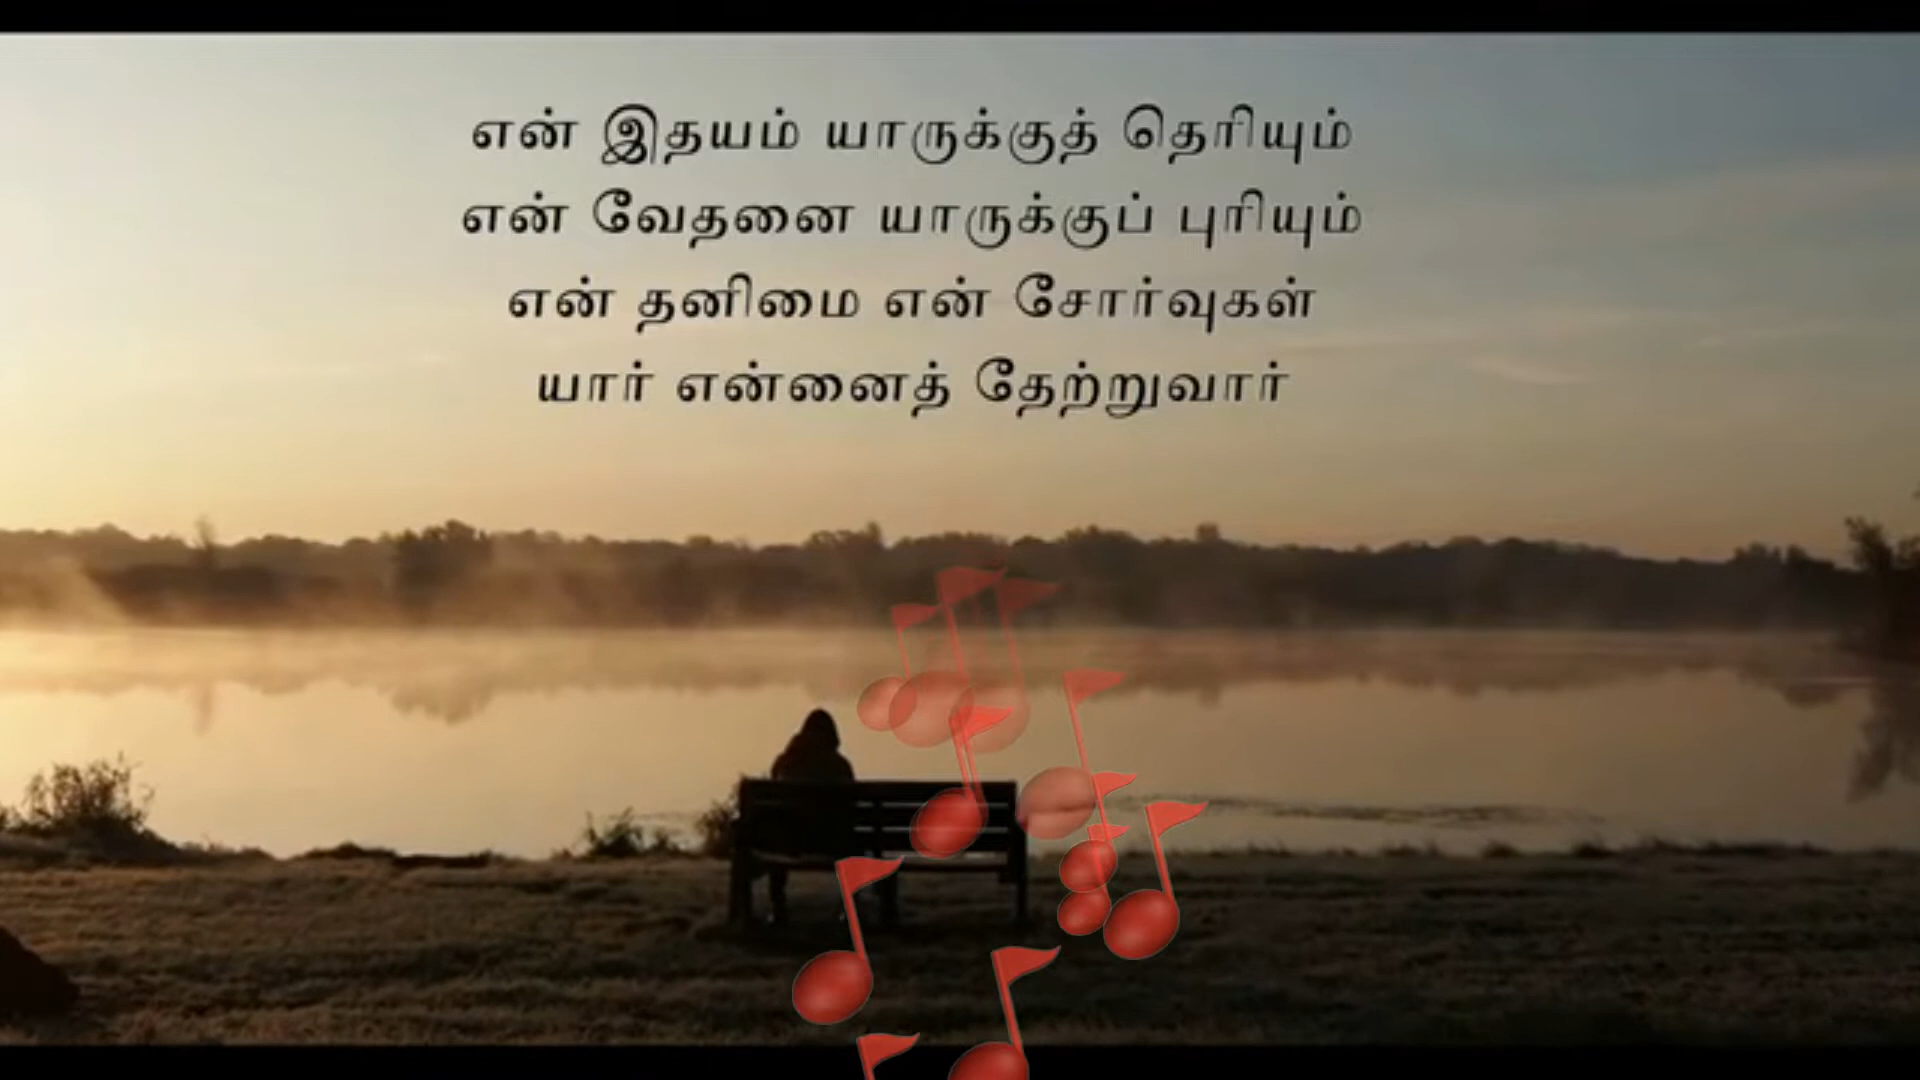 என் இதயம் யாருக்குத் தெரியும்
என் வேதனை யாருக்குப் புரியும்
என் தனிமை என் சோர்வுகள்
யார் என்னைத் தேற்றுவார்